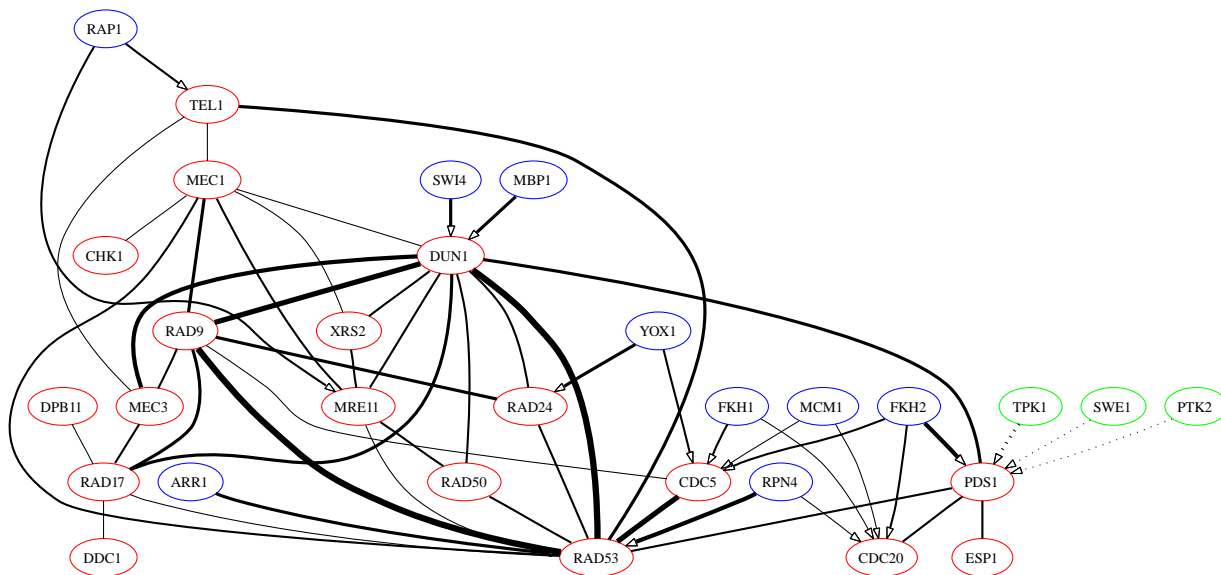 RAP1
TEL1
MEC1
SWI4
MBP1
CHK1
DUN1
RAD9
XRS2
YOX1
DPB11
MEC3
MRE11
RAD24
FKH1
MCM1
FKH2
TPK1
SWE1
PTK2
RAD17
ARR1
RAD50
CDC5
RPN4
PDS1
DDC1
RAD53
CDC20
ESP1